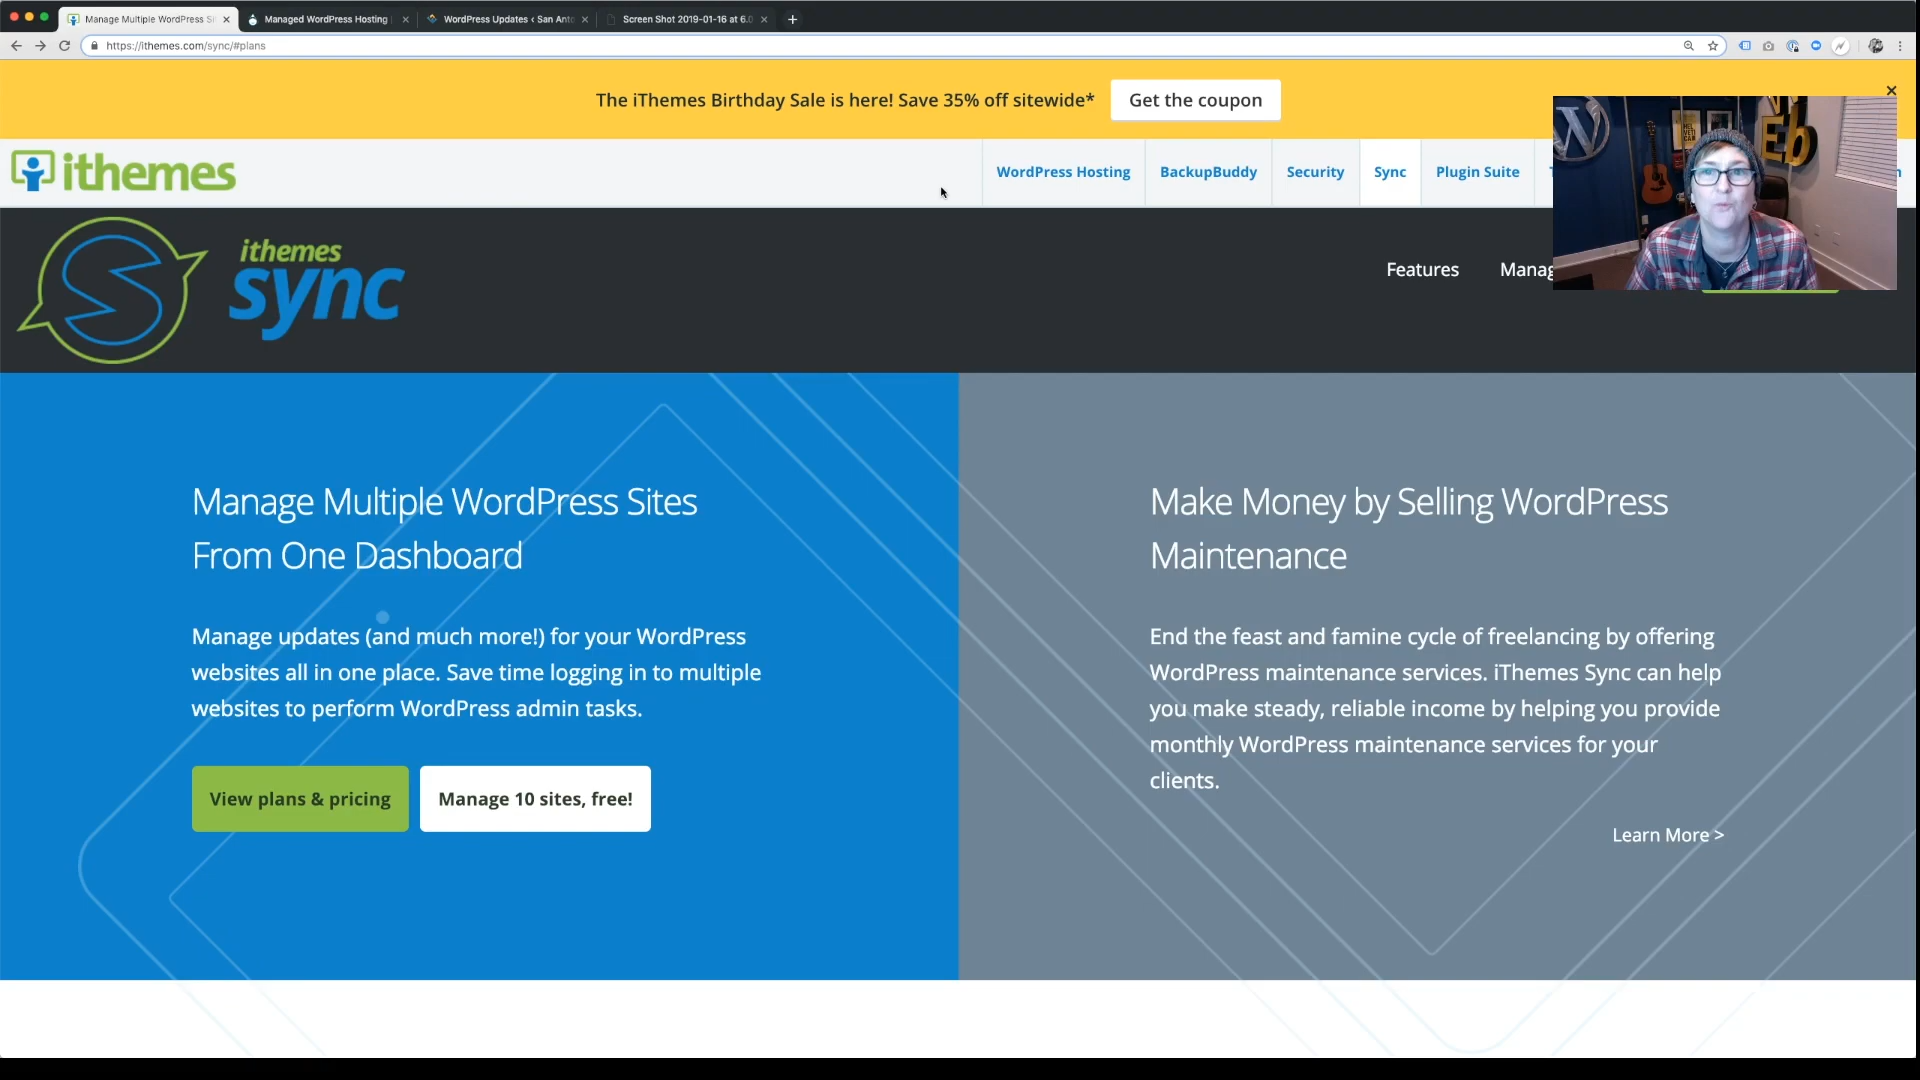 Manage Multiple WordPress Si
Managed WordPress Hosting
WordPress Updates ‹ San Anto
Screen Shot 2019-01-16 at 6.0
https://ithemes.com/sync/#plans
The iThemes Birthday Sale is here! Save 35% off sitewide*
Get the coupon
ithemes
WordPress Hosting
BackupBuddy
Security
Sync
Plugin Suite
ithemes
sync
Features
Manag
Manage Multiple WordPress Sites
From One Dashboard
Manage updates (and much more!) for your WordPress
websites all in one place. Save time logging in to multiple
websites to perform WordPress admin tasks.
View plans & pricing
Manage 10 sites, free!
Make Money by Selling WordPress
Maintenance
End the feast and famine cycle of freelancing by offering
WordPress maintenance services. iThemes Sync can help
you make steady, reliable income by helping you provide
monthly WordPress maintenance services for your
clients.
Learn More >